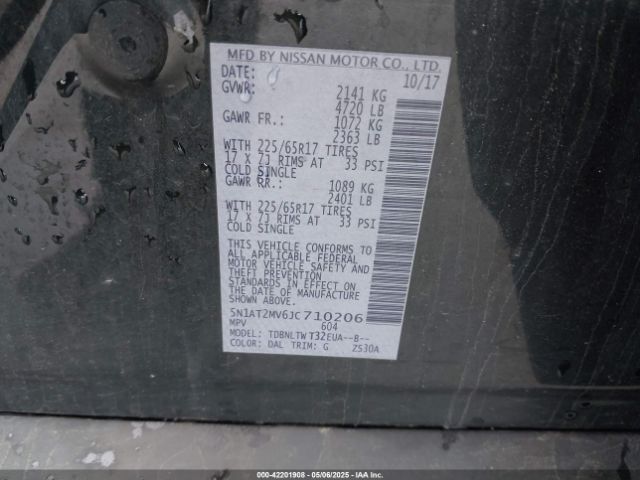 MFD BY NISSAN MOTOR CO., LTD.
DATE: 10/17
GVWR: 2141 KG
4720 LB
GAWR FR.: 1072 KG
2363 LB
WITH 225/65R17 TIRES
17 X 7J RIMS AT 33 PSI
COLD SINGLE
GAWR RR.: 1089 KG
2401 LB
WITH 225/65R17 TIRES
17 X 7J RIMS AT 33 PSI
COLD SINGLE
THIS VEHICLE CONFORMS TO
ALL APPLICABLE FEDERAL
MOTOR VEHICLE SAFETY AND
THEFT PREVENTION
STANDARDS IN EFFECT ON
THE DATE OF MANUFACTURE
SHOWN ABOVE.
5N1AT2MV6JC710206
MPV 604
MODEL: TDBNLTWT32EUA--B--
COLOR: DAL TRIM: G ZS30A
000-42201908 - 05/06/2025 - IAA Inc.